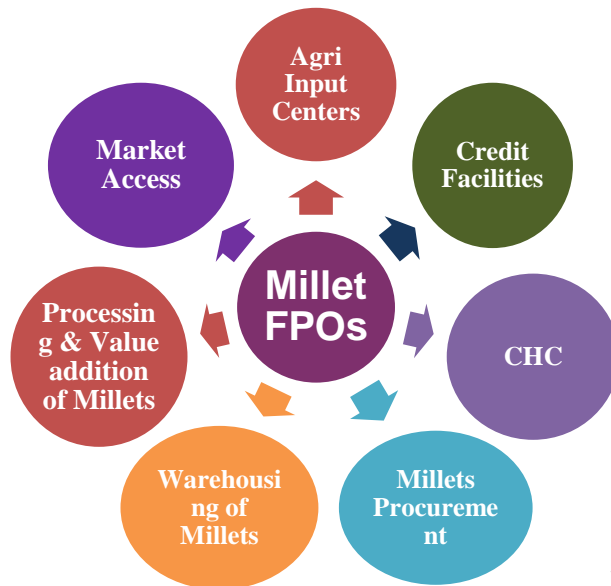 Agri
Input
Centers
Credit
Facilities
CHC
Millets
Procureme
nt
Warehousi
ng of
Millets
Processin
g & Value
addition
of Millets
Market
Access
Millet
FPOs